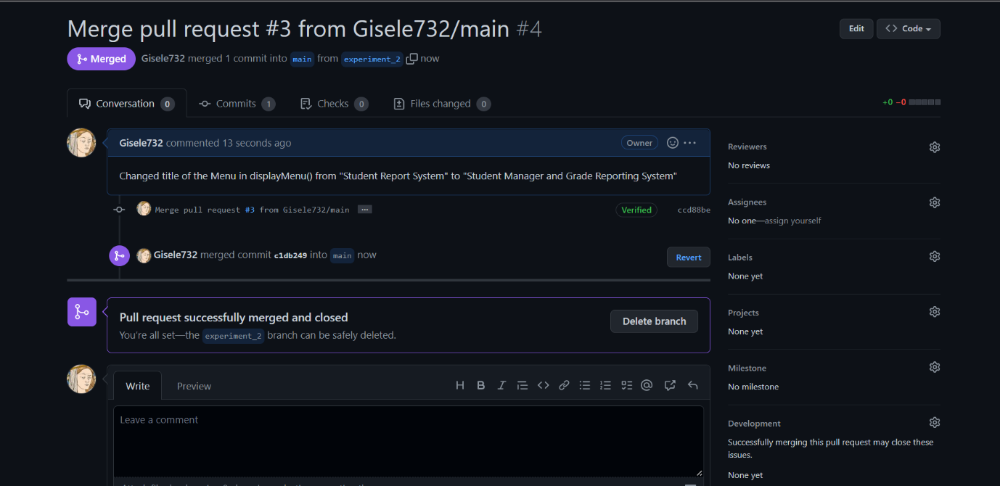 Merge pull request #3 from Gisele732/main #4
Edit
Code
Merged
Gisele732 merged 1 commit into main from experiment_2 now
Conversation 0
Commits 1
Checks 0
Files changed 0
+0 −0
Gisele732 commented 13 seconds ago
Owner
Changed title of the Menu in displayMenu() from "Student Report System" to "Student Manager and Grade Reporting System"
Merge pull request #3 from Gisele732/main ...
Verified
ccd88be
Gisele732 merged commit c1db249 into main now
Revert
Pull request successfully merged and closed
You're all set—the experiment_2 branch can be safely deleted.
Delete branch
Write
Preview
Leave a comment
Reviewers
No reviews
Assignees
No one—assign yourself
Labels
None yet
Projects
None yet
Milestone
No milestone
Development
Successfully merging this pull request may close these
issues.
None yet